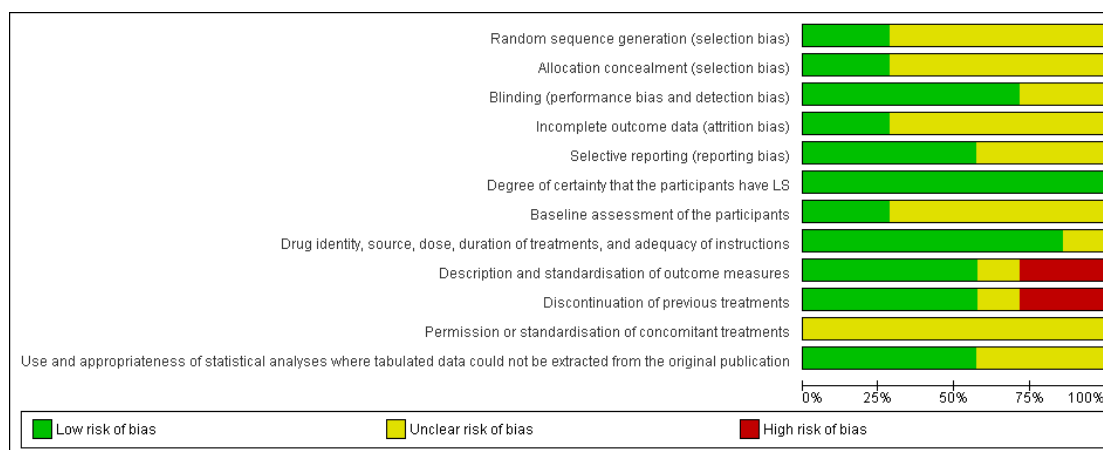 Random sequence generation (selection bias)
Allocation concealment (selection bias)
Blinding (performance bias and detection bias)
Incomplete outcome data (attrition bias)
Selective reporting (reporting bias)
Degree of certainty that the participants have LS
Baseline assessment of the participants
Drug identity, source, dose, duration of treatments, and adequacy of instructions
Description and standardisation of outcome measures
Discontinuation of previous treatments
Permission or standardisation of concomitant treatments
Use and appropriateness of statistical analyses where tabulated data could not be extracted from the original publication
0% 25% 50% 75% 100%
Low risk of bias Unclear risk of bias High risk of bias